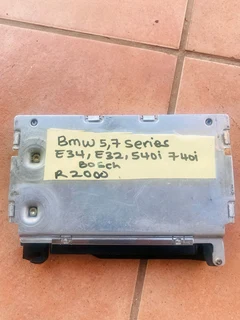 Bmw 5,7 series
E34, E32, 540i 740i
Bosch
R2000